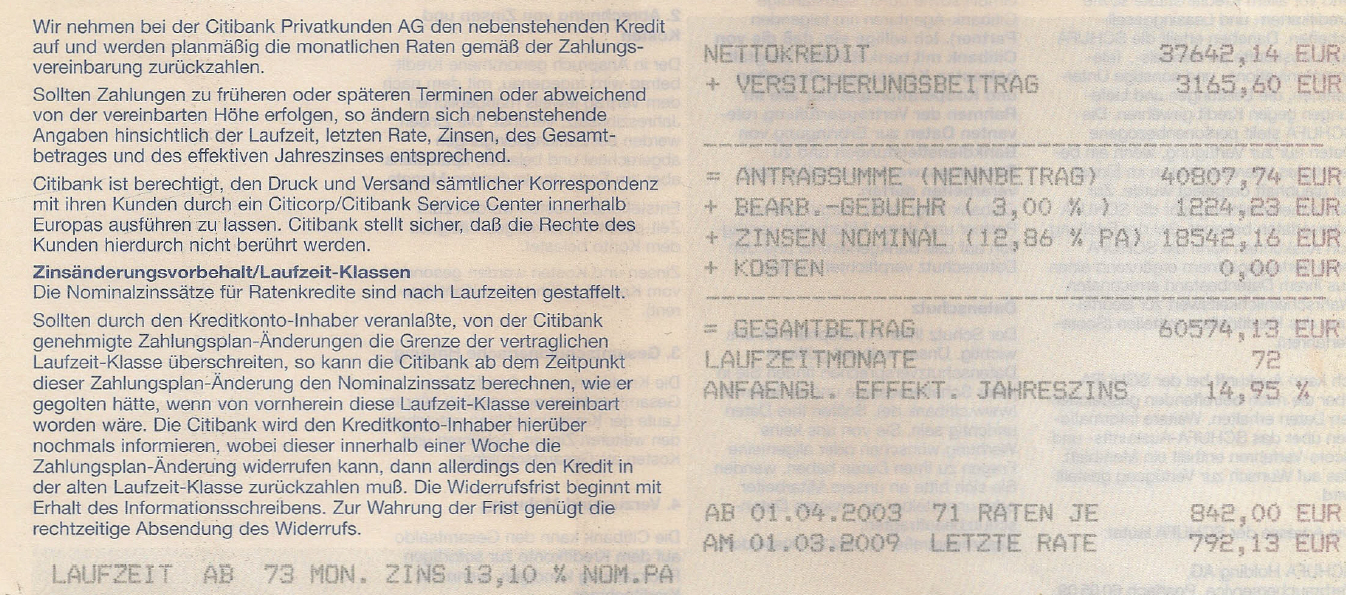 Wir nehmen bei der Citibank Privatkunden AG den nebenstehenden Kredit
auf und werden planmäßig die monatlichen Raten gemäß der Zahlungs-
vereinbarung zurückzahlen.
Sollten Zahlungen zu früheren oder späteren Terminen oder abweichend
von der vereinbarten Höhe erfolgen, so ändern sich nebenstehende
Angaben hinsichtlich der Laufzeit, letzten Rate, Zinsen, des Gesamt-
betrages und des effektiven Jahreszinses entsprechend.
Citibank ist berechtigt, den Druck und Versand sämtlicher Korrespondenz
mit ihren Kunden durch ein Citicorp/Citibank Service Center innerhalb
Europas ausführen zu lassen. Citibank stellt sicher, daß die Rechte des
Kunden hierdurch nicht berührt werden.
Zinsänderungsvorbehalt/Laufzeit-Klassen
Die Nominalzinssätze für Ratenkredite sind nach Laufzeiten gestaffelt.
Sollten durch den Kreditkonto-Inhaber veranlaßte, von der Citibank
genehmigte Zahlungsplan-Änderungen die Grenze der vertraglichen
Laufzeit-Klasse überschreiten, so kann die Citibank ab dem Zeitpunkt
dieser Zahlungsplan-Änderung den Nominalzinssatz berechnen, wie er
gegolten hätte, wenn von vornherein diese Laufzeit-Klasse vereinbart
worden wäre. Die Citibank wird den Kreditkonto-Inhaber hierüber
nochmals informieren, wobei dieser innerhalb einer Woche die
Zahlungsplan-Änderung widerrufen kann, dann allerdings den Kredit in
der alten Laufzeit-Klasse zurückzahlen muß. Die Widerrufsfrist beginnt mit
Erhalt des Informationsschreibens. Zur Wahrung der Frist genügt die
rechtzeitige Absendung des Widerrufs.
LAUFZEIT AB 73 MON. ZINS 13,10 % NOM.PA
NETTOKREDIT 37642,14 EUR
+ VERSICHERUNGSBEITRAG 3165,60 EUR
= ANTRAGSUMME (NENNBETRAG) 40807,74 EUR
+ BEARB.-GEBUEHR ( 3,00 % ) 1224,23 EUR
+ ZINSEN NOMINAL (12,86 % PA) 18542,16 EUR
+ KOSTEN 0,00 EUR
= GESAMTBETRAG 60574,13 EUR
LAUFZEITMONATE 72
ANFAENGL. EFFEKT. JAHRESZINS 14,75 %
AB 01.04.2003 71 RATEN JE 842,00 EUR
AM 01.03.2009 LETZTE RATE 792,13 EUR